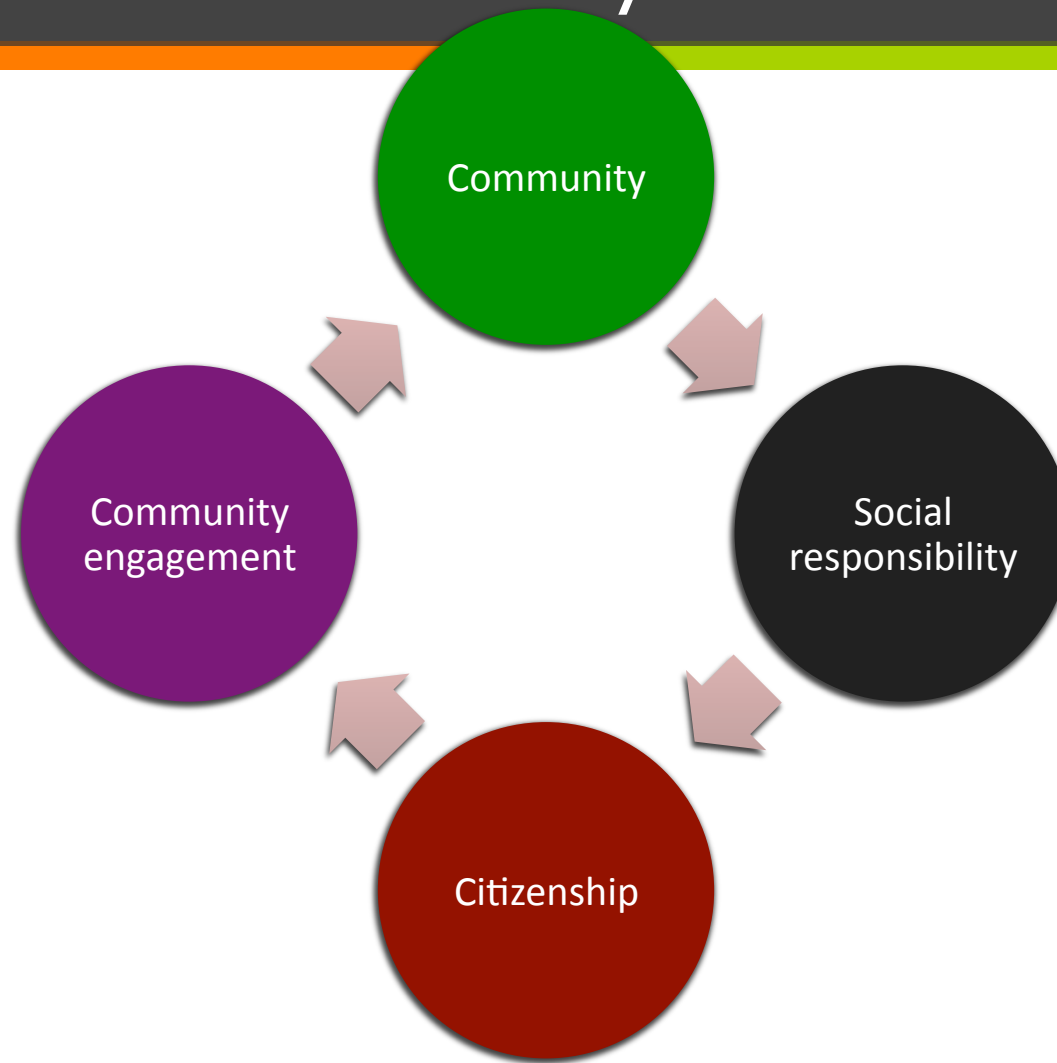 Community
Social
responsibility
Citizenship
Community
engagement